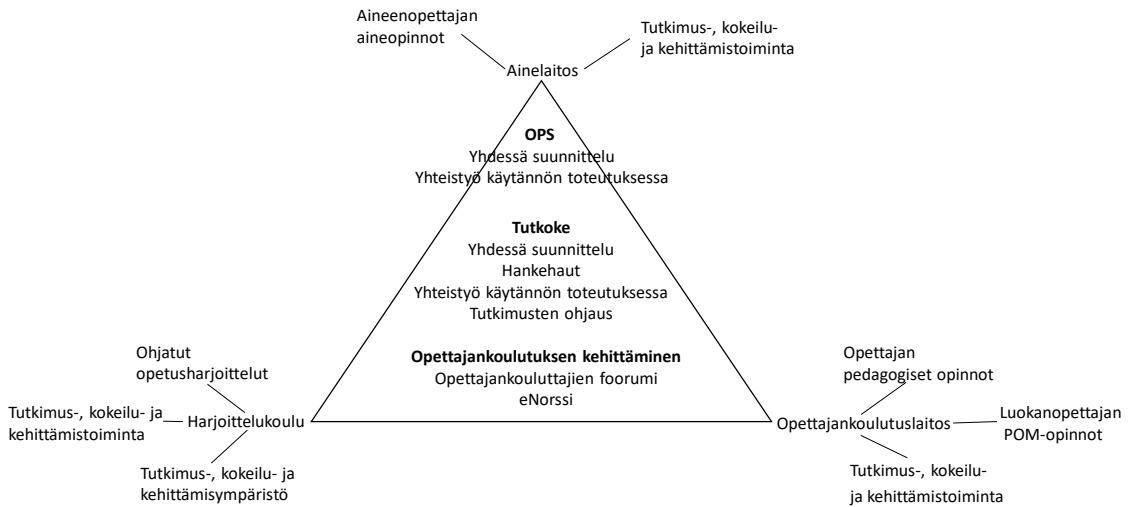 Aineenopettajan
aineopinnot
Tutkimus-, kokeilu-
ja kehittämistoiminta
Ainelaitos
OPS
Yhdessä suunnittelu
Yhteistyö käytännön toteutuksessa
Tutkoke
Yhdessä suunnittelu
Hankehaut
Yhteistyö käytännön toteutuksessa
Tutkimusten ohjaus
Opettajankoulutuksen kehittäminen
Opettajankouluttajien foorumi
eNorssi
Ohjatut
opetusharjoittelut
Tutkimus-, kokeilu- ja
kehittämistoiminta
Harjoittelukoulu
Tutkimus-, kokeilu- ja
kehittämisympäristö
Opettajan
pedagogiset opinnot
Opettajankoulutuslaitos
Luokanopettajan
POM-opinnot
Tutkimus-, kokeilu-
ja kehittämistoiminta